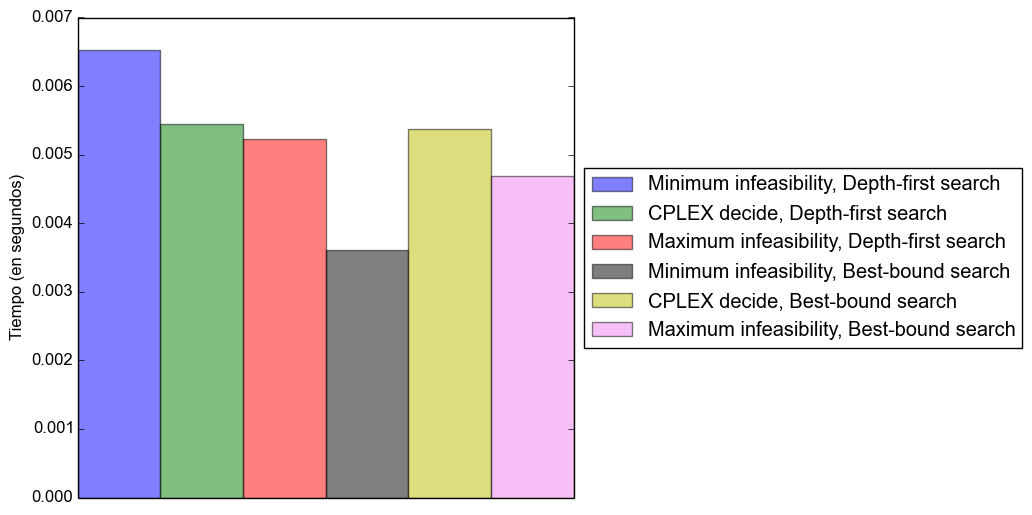 0.007
0.006
0.005
0.004
0.003
0.002
0.001
0.000
Tiempo (en segundos)
Minimum infeasibility, Depth-first search
CPLEX decide, Depth-first search
Maximum infeasibility, Depth-first search
Minimum infeasibility, Best-bound search
CPLEX decide, Best-bound search
Maximum infeasibility, Best-bound search